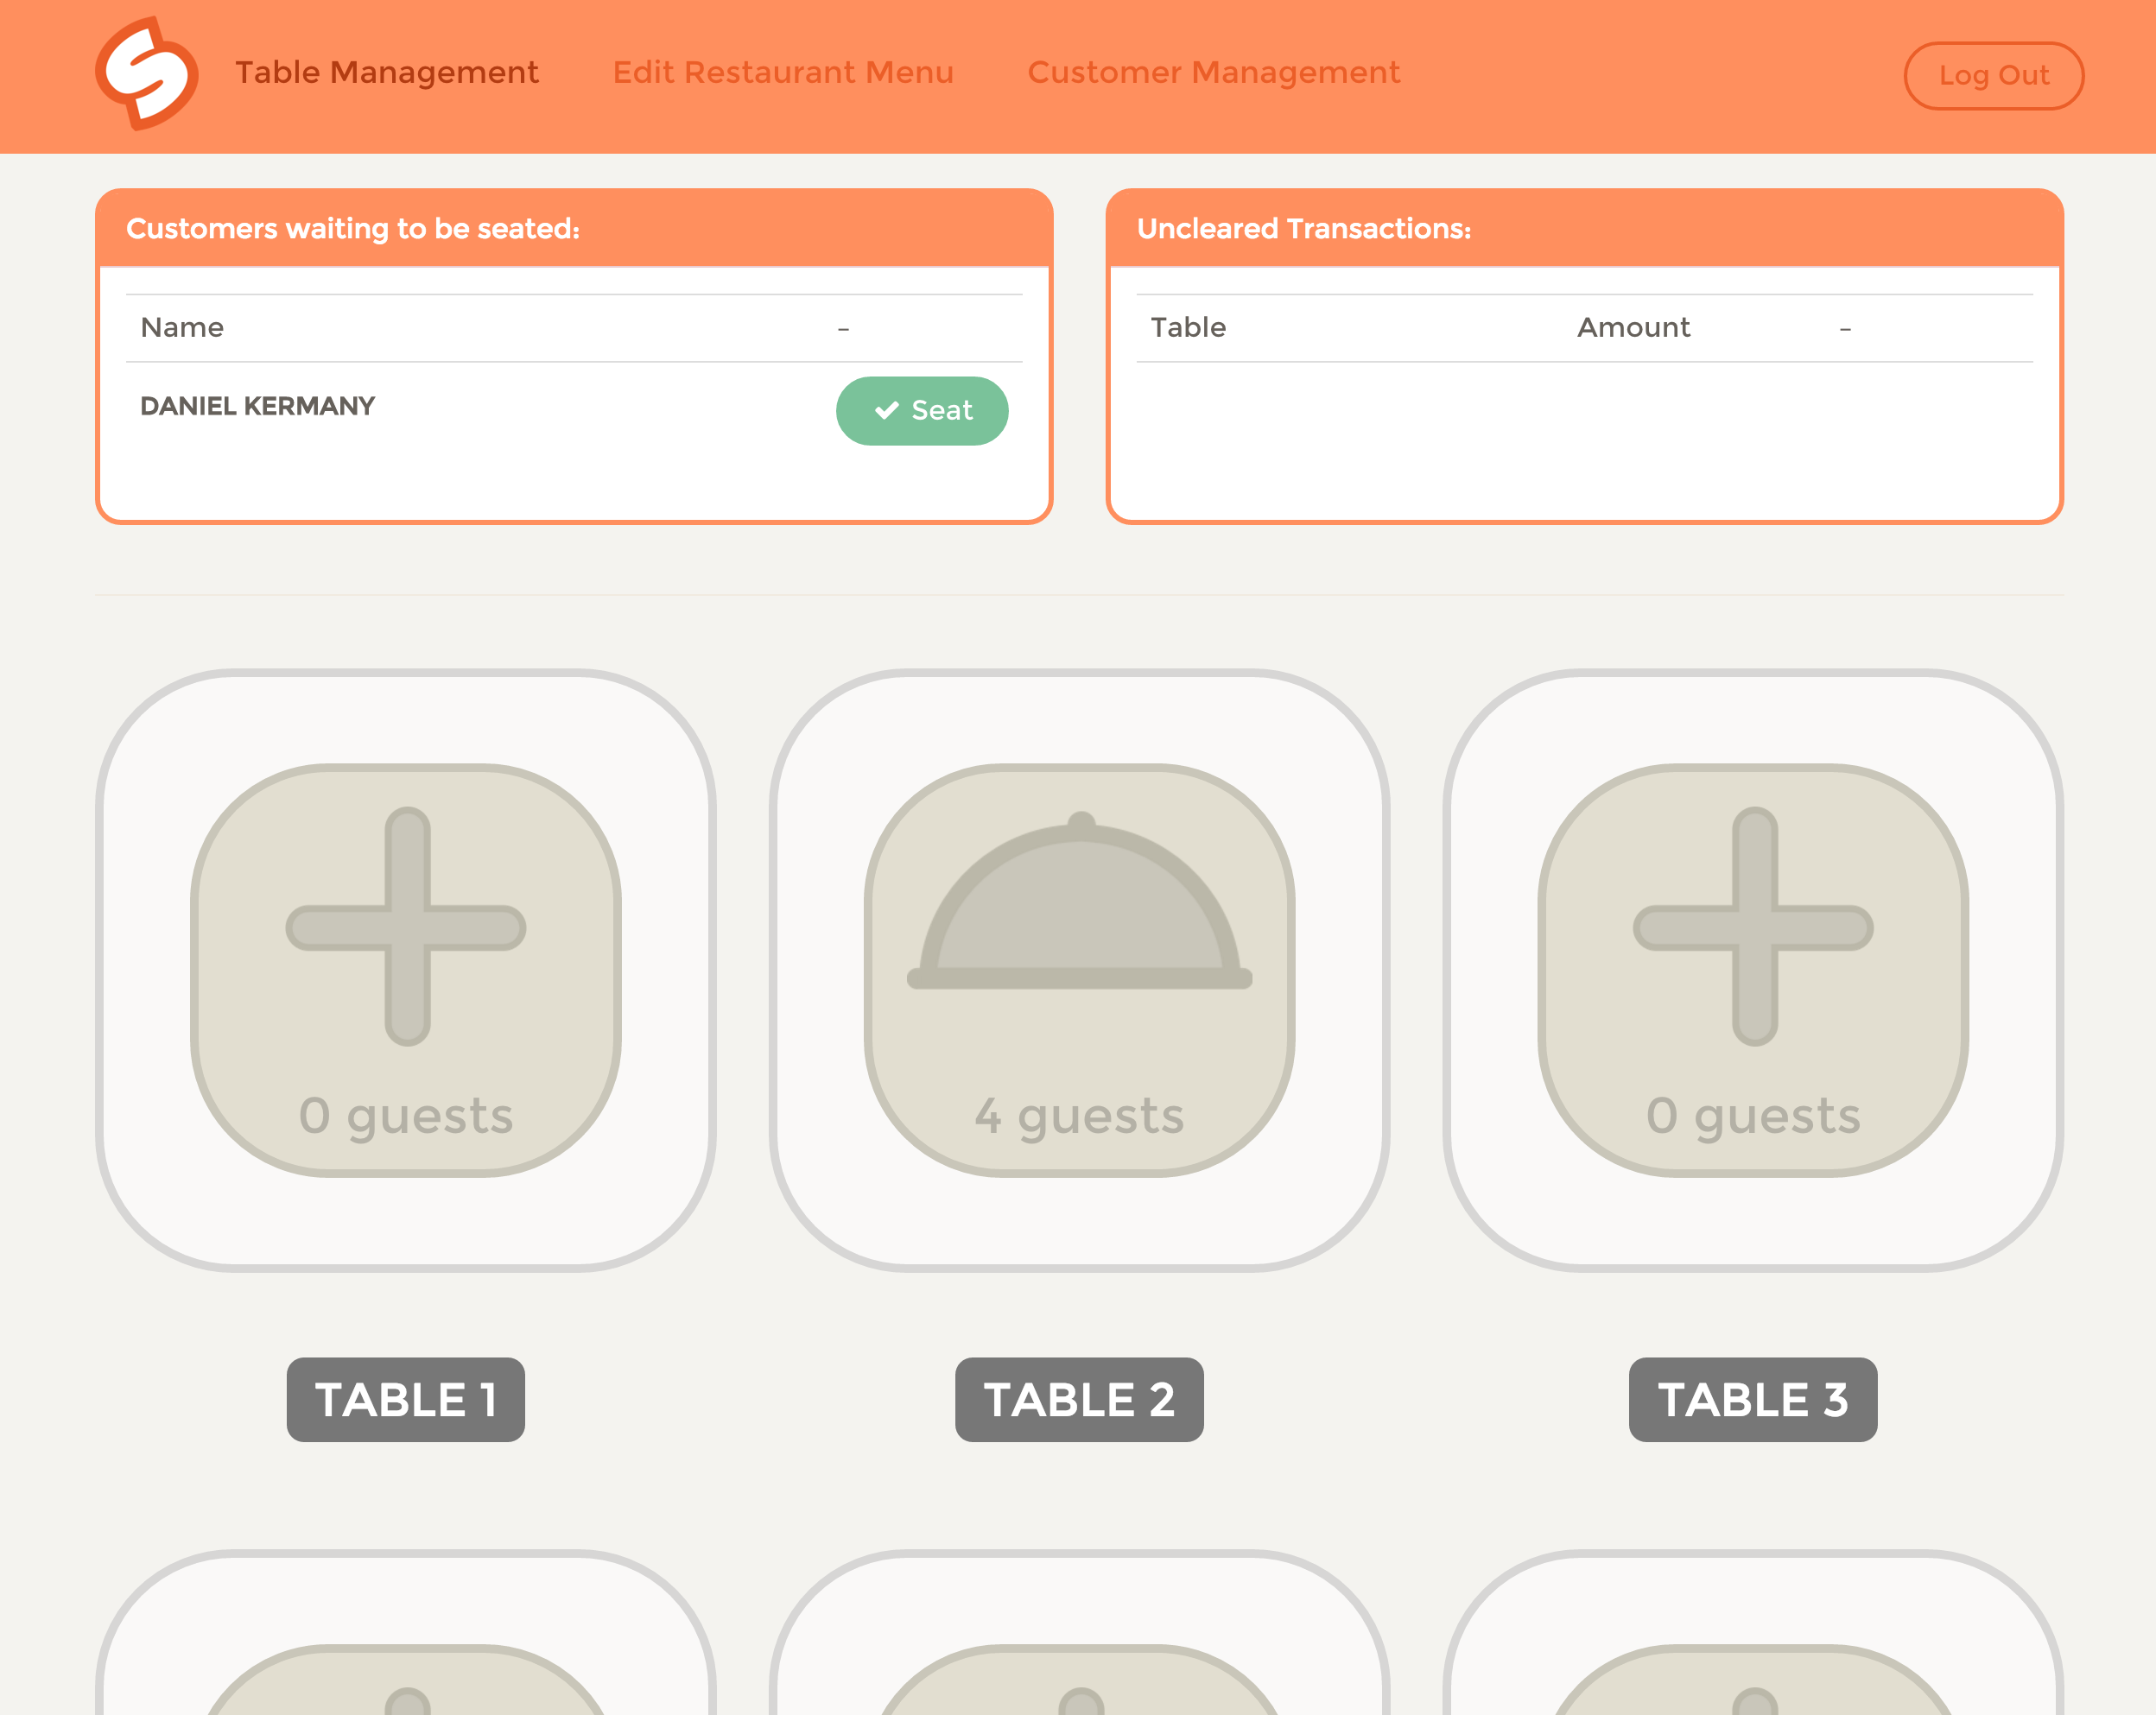 S
Table Management
Edit Restaurant Menu
Customer Management
Log Out
Customers waiting to be seated:
Name –
DANIEL KERMANY Seat
Uncleared Transactions:
Table Amount –
0 guests
4 guests
0 guests
TABLE 1
TABLE 2
TABLE 3